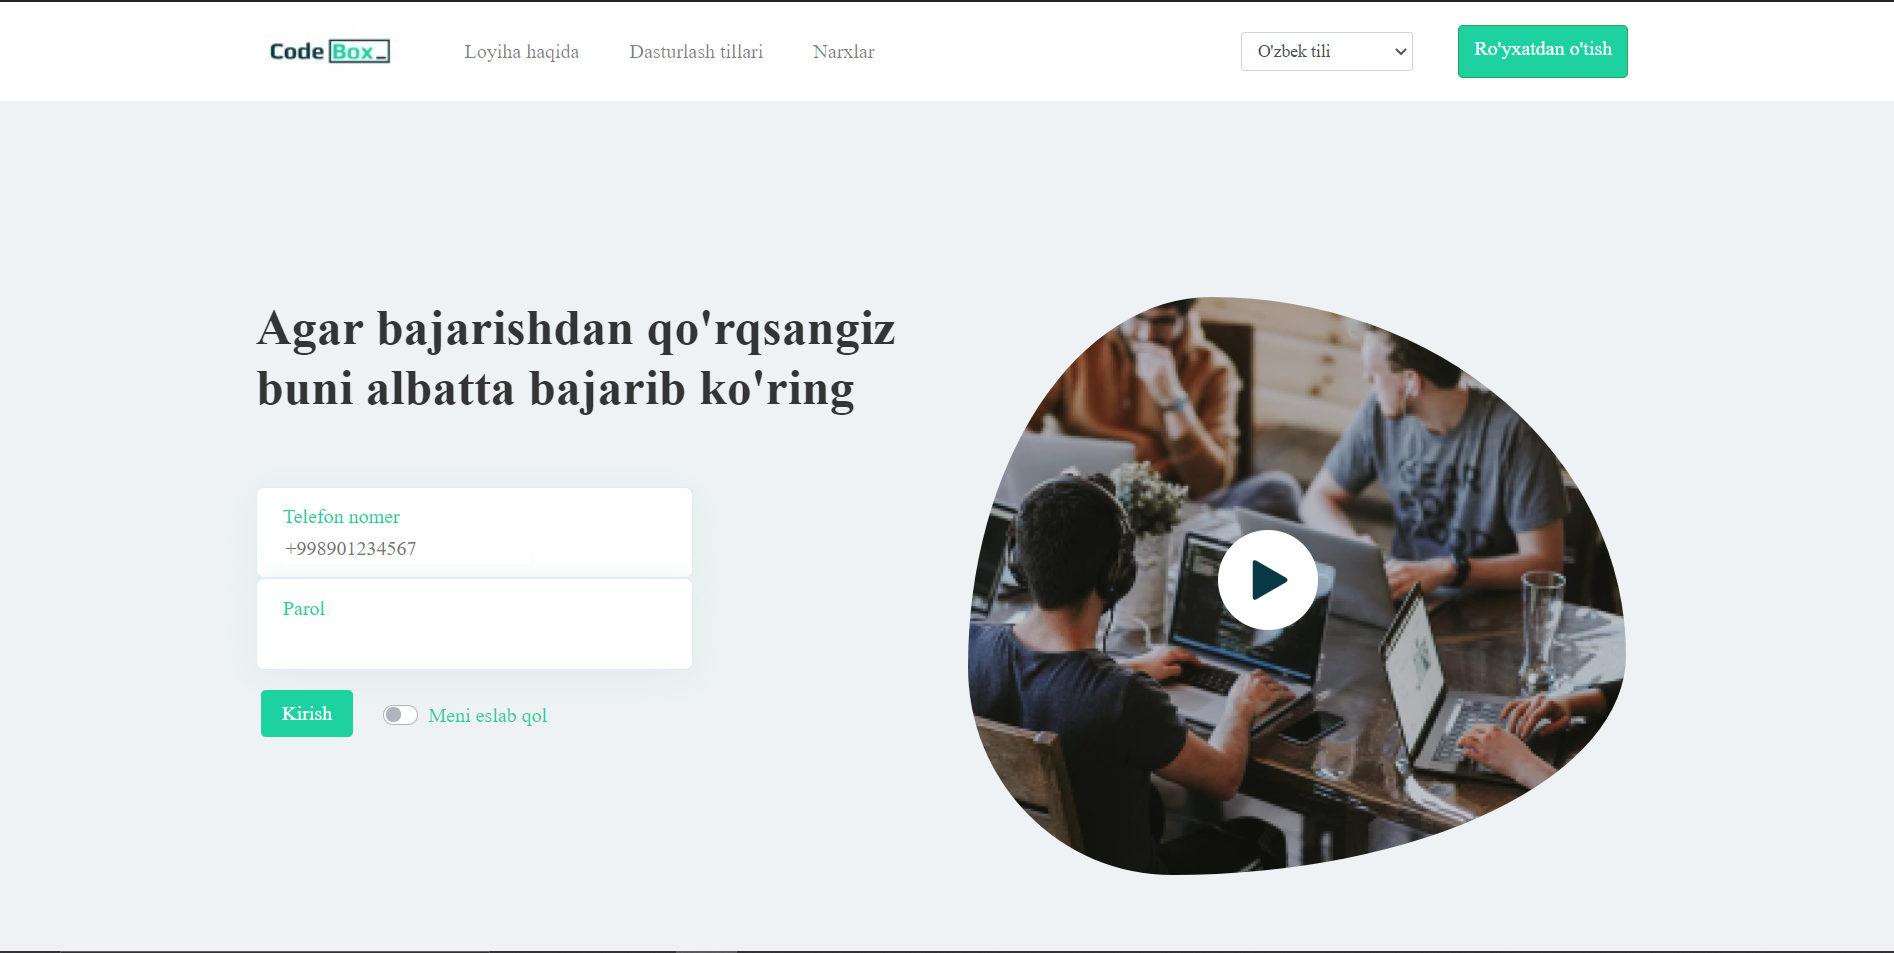 Code Box_
Loyiha haqida
Dasturlash tillari
Narxlar
O'zbek tili
Ro'yxatdan o'tish
Agar bajarishdan qo'rqsangiz
buni albatta bajarib ko'ring
Telefon nomer
+998901234567
Parol
Kirish
Meni eslab qol